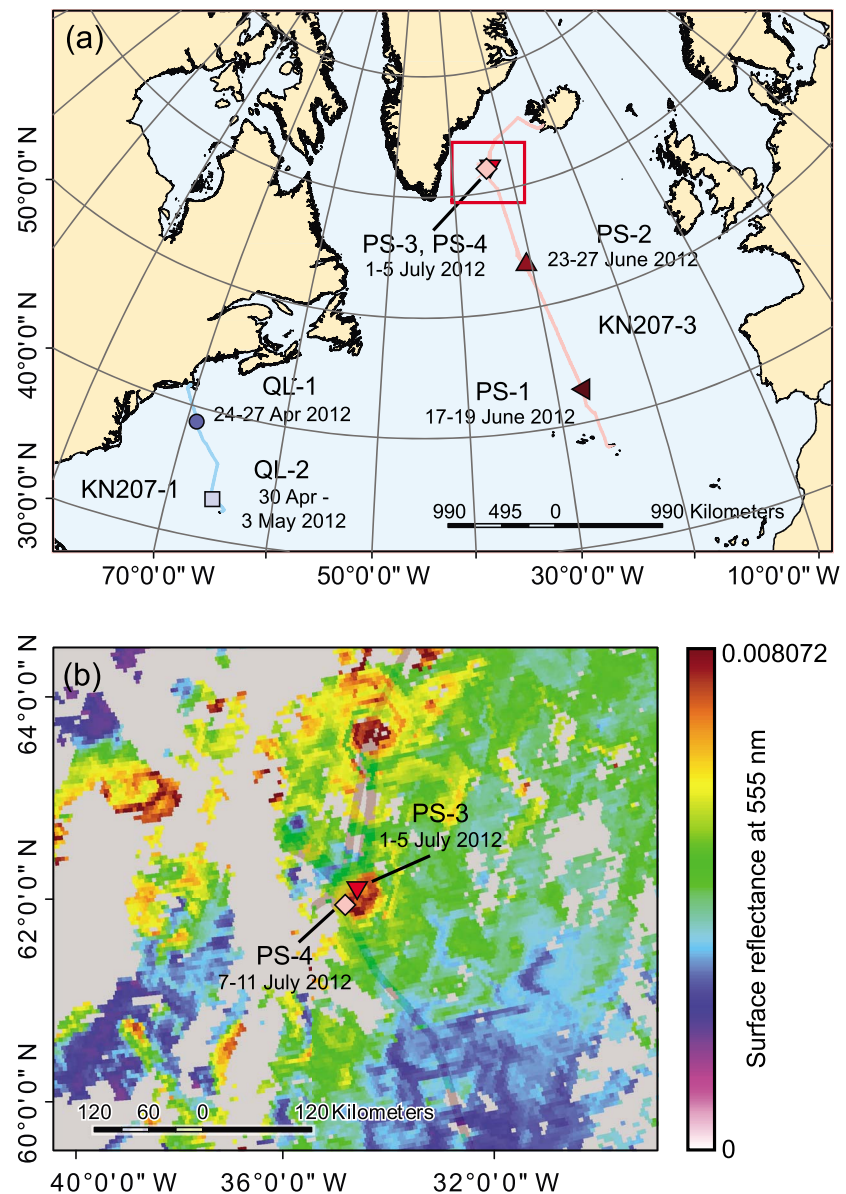 (a)
50°0'0" N
40°0'0" N
30°0'0" N
PS-3, PS-4
1-5 July 2012
PS-2
23-27 June 2012
KN207-3
QL-1
24-27 Apr 2012
PS-1
17-19 June 2012
KN207-1
QL-2
30 Apr -
3 May 2012
990 495 0 990 Kilometers
70°0'0" W 50°0'0" W 30°0'0" W 10°0'0" W
(b)
64°0'0" N
62°0'0" N
60°0'0" N
PS-3
1-5 July 2012
PS-4
7-11 July 2012
120 60 0 120 Kilometers
40°0'0" W 36°0'0" W 32°0'0" W
0.008072
Surface reflectance at 555 nm
0